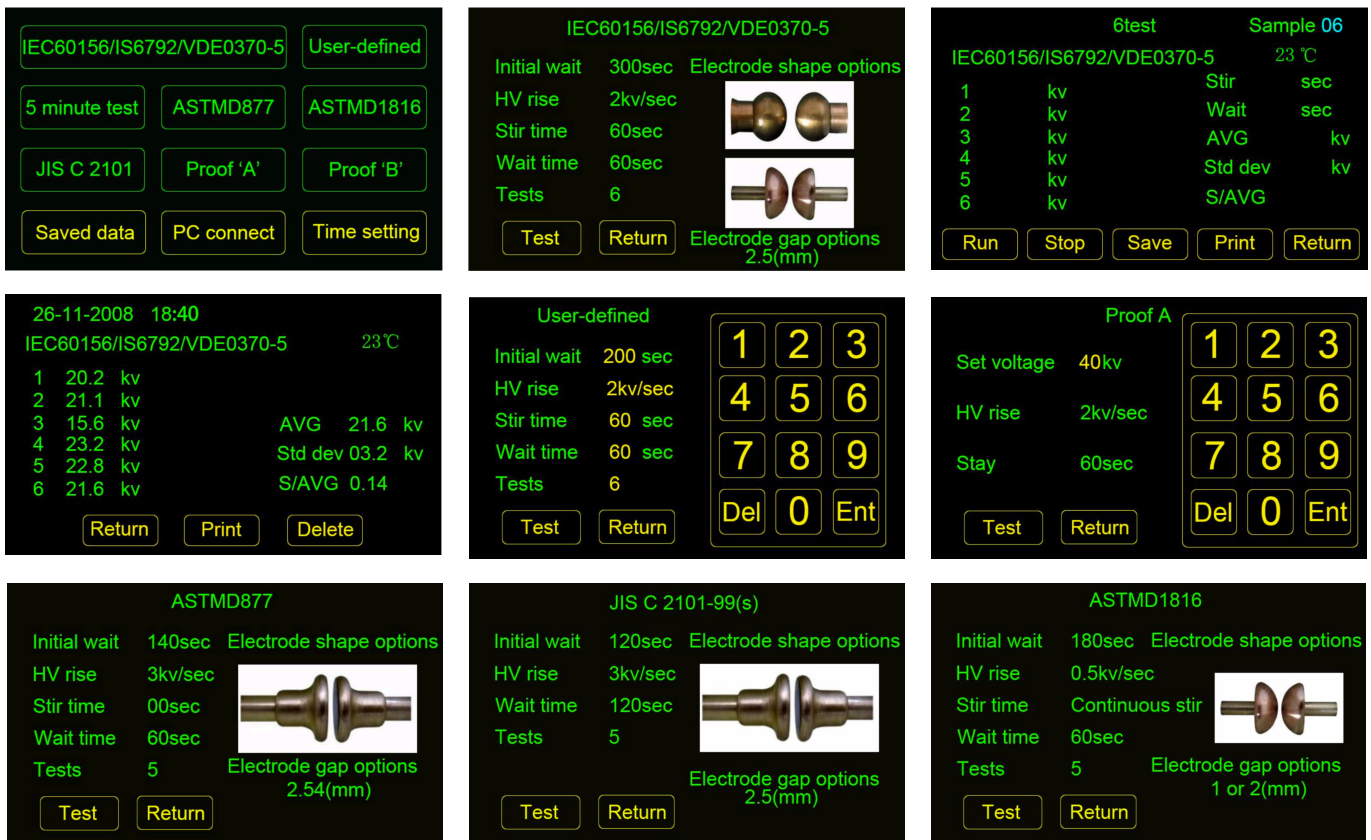 IEC60156/IS6792/VDE0370-5 User-defined
5 minute test ASTMD877 ASTMD1816
JIS C 2101 Proof ‘A’ Proof ‘B’
Saved data PC connect Time setting
IEC60156/IS6792/VDE0370-5
Initial wait 300sec Electrode shape options
HV rise 2kv/sec
Stir time 60sec
Wait time 60sec
Tests 6
Test Return Electrode gap options
2.5(mm)
6test Sample 06
IEC60156/IS6792/VDE0370-5 23 ℃
1 kv Stir sec
2 kv Wait sec
3 kv AVG kv
4 kv Std dev kv
5 kv
6 kv S/AVG
Run Stop Save Print Return
26-11-2008 18:40
IEC60156/IS6792/VDE0370-5 23℃
1 20.2 kv
2 21.1 kv
3 15.6 kv AVG 21.6 kv
4 23.2 kv Std dev 03.2 kv
5 22.8 kv
6 21.6 kv S/AVG 0.14
Return Print Delete
User-defined
Initial wait 200 sec
HV rise 2kv/sec
Stir time 60 sec
Wait time 60 sec
Tests 6
Test Return
1 2 3
4 5 6
7 8 9
Del 0 Ent
Proof A
Set voltage 40kv
HV rise 2kv/sec
Stay 60sec
Test Return
1 2 3
4 5 6
7 8 9
Del 0 Ent
ASTMD877
Initial wait 140sec Electrode shape options
HV rise 3kv/sec
Stir time 00sec
Wait time 60sec
Tests 5 Electrode gap options
2.54(mm)
Test Return
JIS C 2101-99(s)
Initial wait 120sec Electrode shape options
HV rise 3kv/sec
Wait time 120sec
Tests 5
Electrode gap options
2.5(mm)
Test Return
ASTMD1816
Initial wait 180sec Electrode shape options
HV rise 0.5kv/sec
Stir time Continuous stir
Wait time 60sec
Tests 5 Electrode gap options
1 or 2(mm)
Test Return